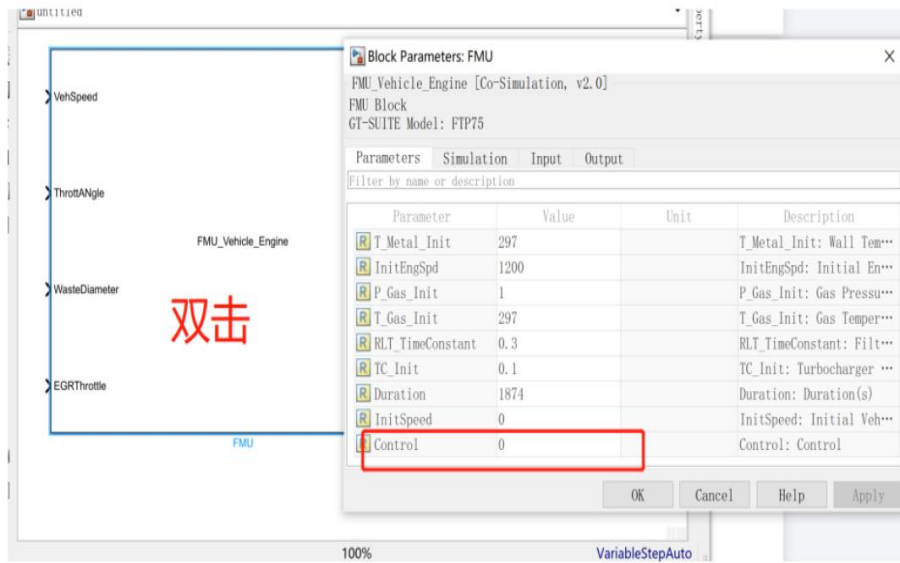 untitled
VehSpeed
ThrottANgle
FMU_Vehicle_Engine
WasteDiameter
双击
EGRThrottle
FMU
Block Parameters: FMU
X
FMU_Vehicle_Engine [Co-Simulation, v2.0]
FMU Block
GT-SUITE Model: FTP75
Parameters Simulation Input Output
Filter by name or description
Parameter Value Unit Description
R T_Metal_Init 297 T_Metal_Init: Wall Tem…
R InitEngSpd 1200 InitEngSpd: Initial En…
R P_Gas_Init 1 P_Gas_Init: Gas Pressu…
R T_Gas_Init 297 T_Gas_Init: Gas Temper…
R RLT_TimeConstant 0.3 RLT_TimeConstant: Filt…
R TC_Init 0.1 TC_Init: Turbocharger …
R Duration 1874 Duration: Duration(s)
R InitSpeed 0 InitSpeed: Initial Veh…
R Control 0 Control: Control
OK Cancel Help Apply
100% VariableStepAuto